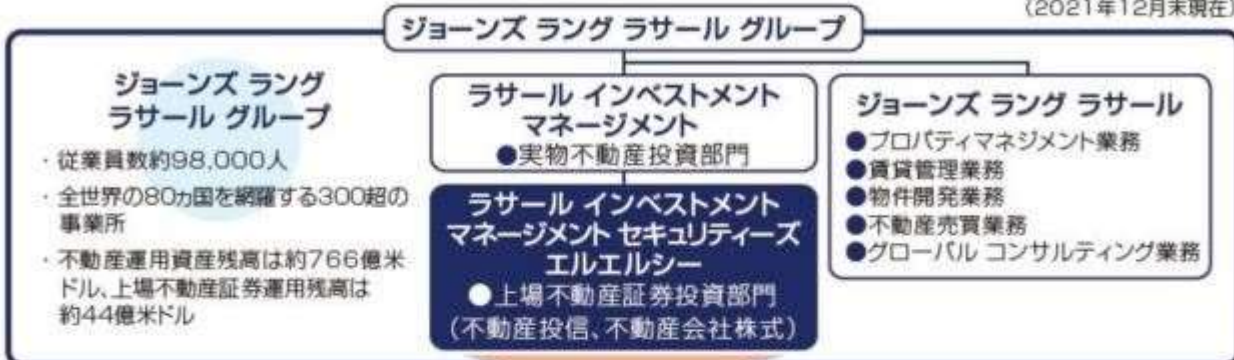 (2021年12月末現在)
ジョーンズ ラング ラサール グループ
ジョーンズ ラング
ラサール グループ
・従業員数約98,000人
・全世界の80カ国を網羅する300超の
事業所
・不動産運用資産残高は約766億米
ドル、上場不動産証券運用残高は
約44億米ドル
ラサール インベストメント
マネージメント
●実物不動産投資部門
ラサール インベストメント
マネージメント セキュリティーズ
エルエルシー
●上場不動産証券投資部門
(不動産投信、不動産会社株式)
ジョーンズ ラング ラサール
●プロパティマネジメント業務
●賃貸管理業務
●物件開発業務
●不動産売買業務
●グローバル コンサルティング業務